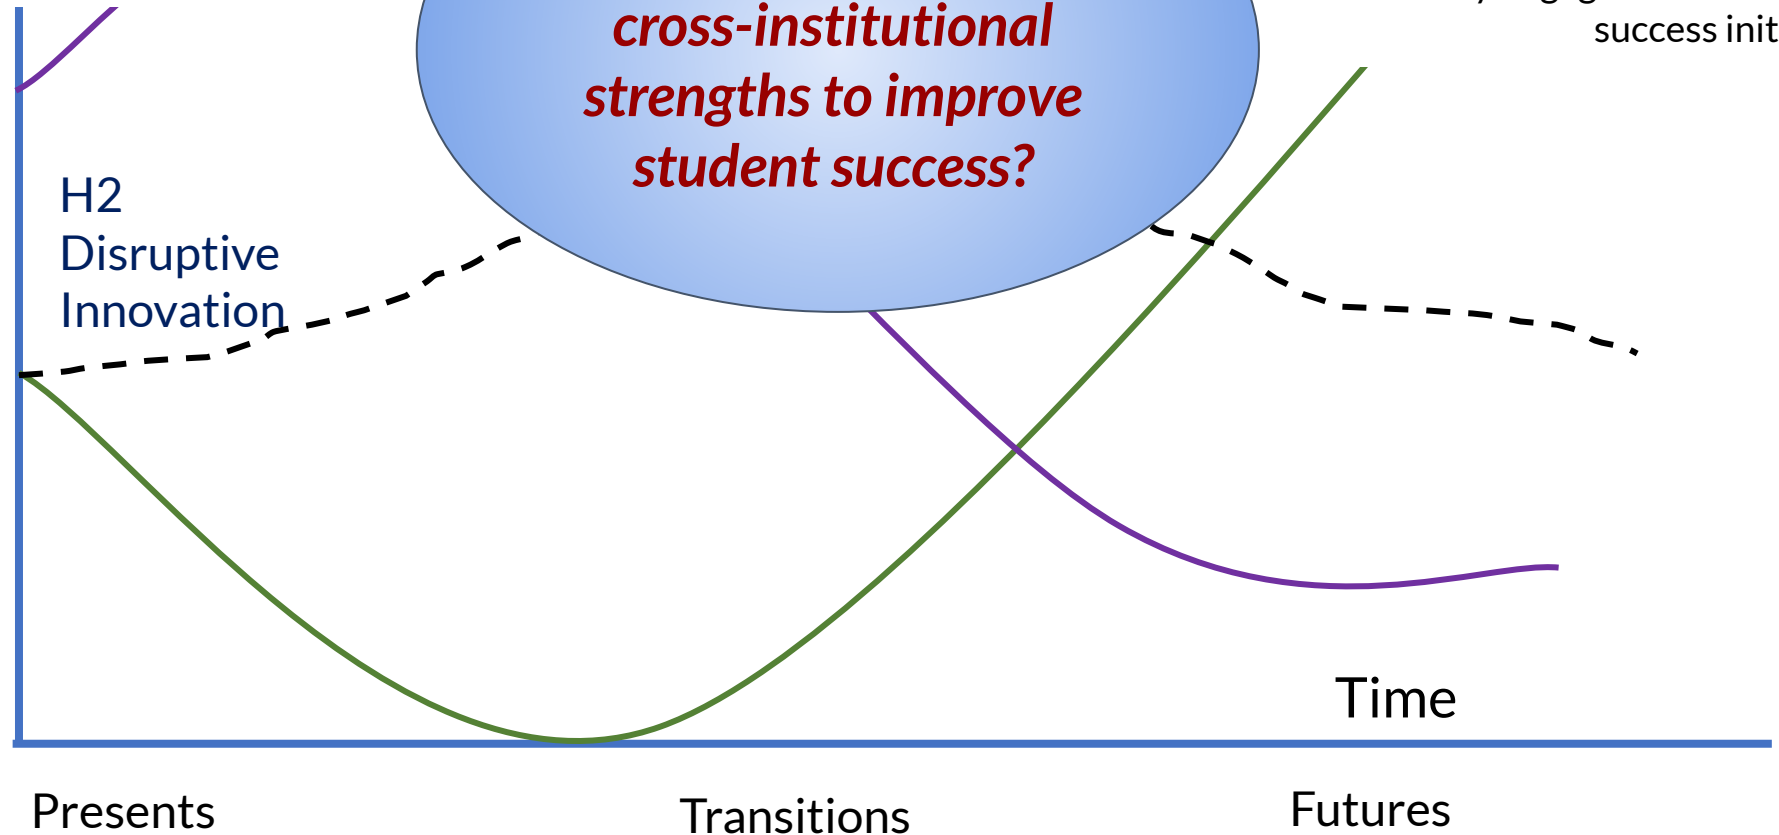 success init
cross-institutional
strengths to improve
student success?
H2
Disruptive
Innovation
Time
Presents
Transitions
Futures